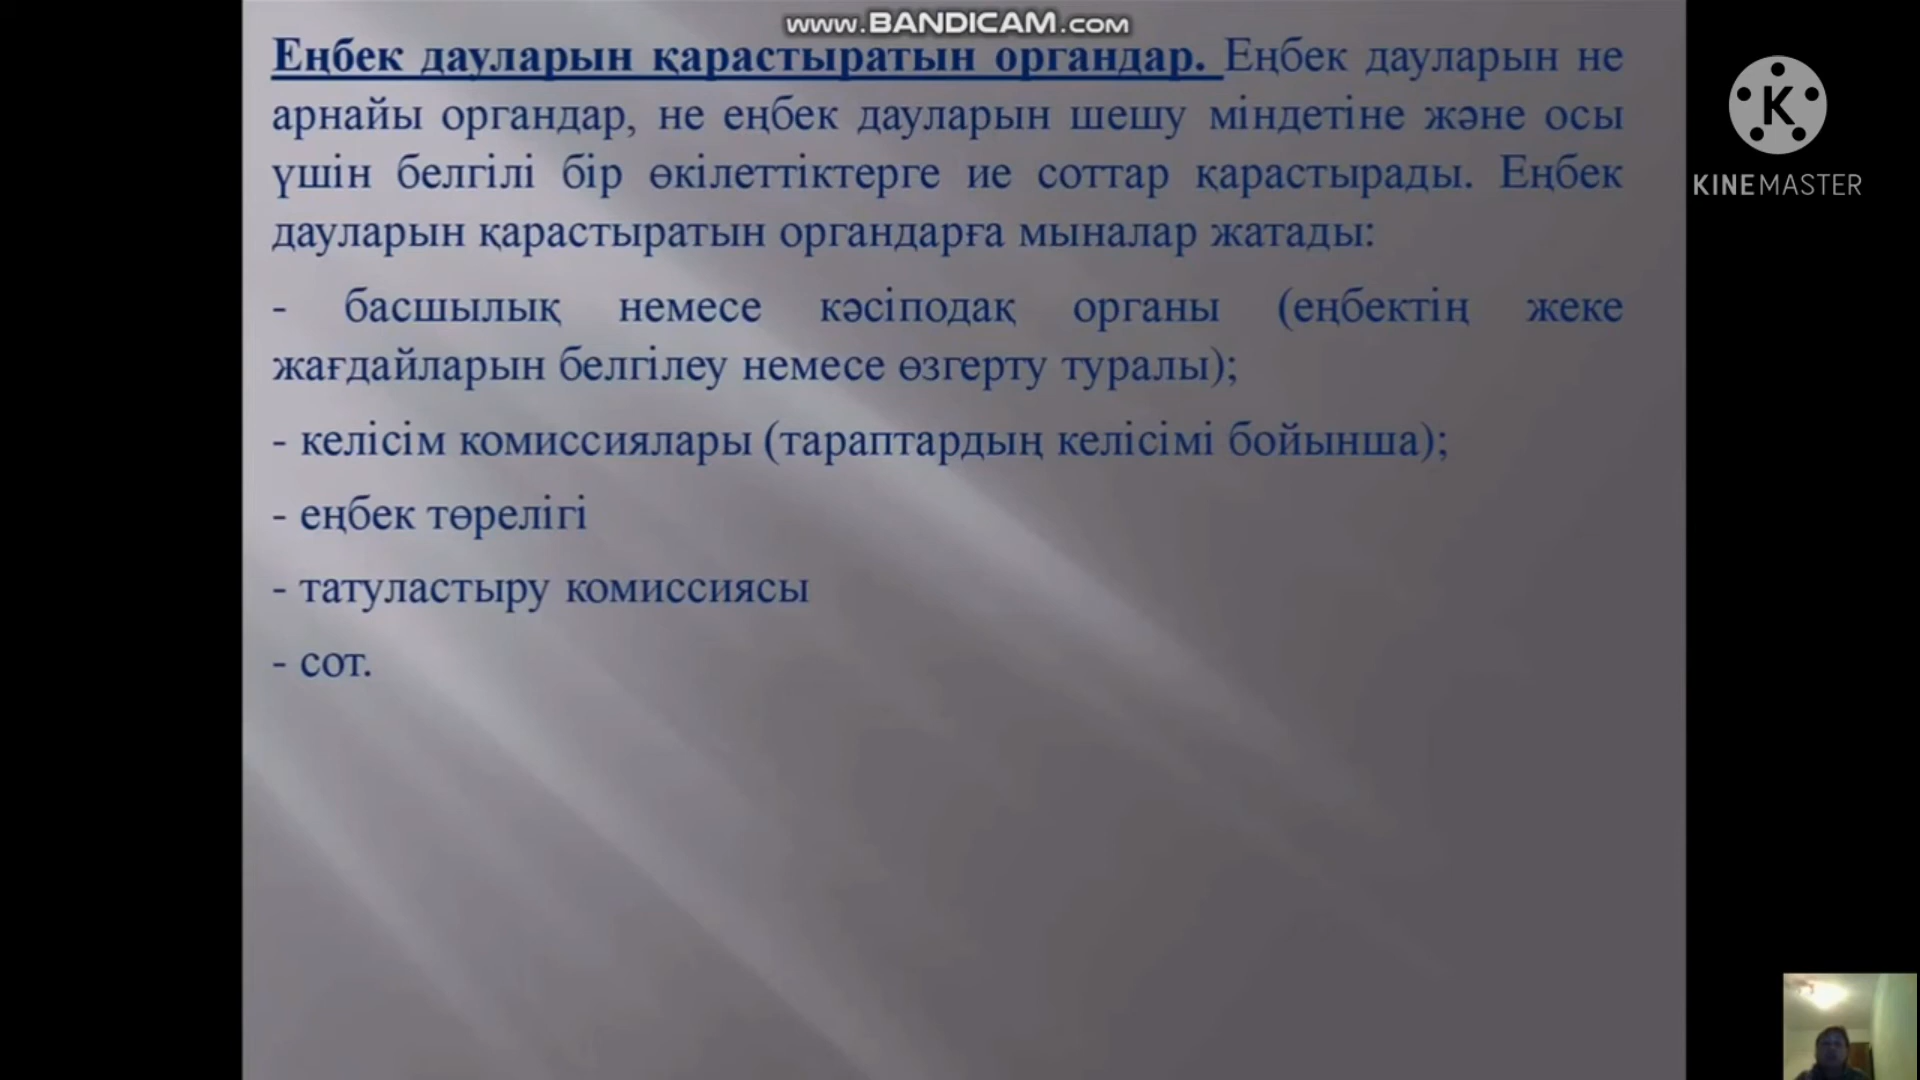 www.BANDICAM.com
Еңбек дауларын қарастыратын органдар. Еңбек дауларын не
арнайы органдар, не еңбек дауларын шешу міндетіне және осы
үшін белгілі бір өкілеттіктерге ие соттар қарастырады. Еңбек
дауларын қарастыратын органдарға мыналар жатады:
- басшылық немесе кәсіподақ органы (еңбектің жеке
жағдайларын белгілеу немесе өзгерту туралы);
- келісім комиссиялары (тараптардың келісімі бойынша);
- еңбек төрелігі
- татуластыру комиссиясы
- сот.
K
KINEMASTER